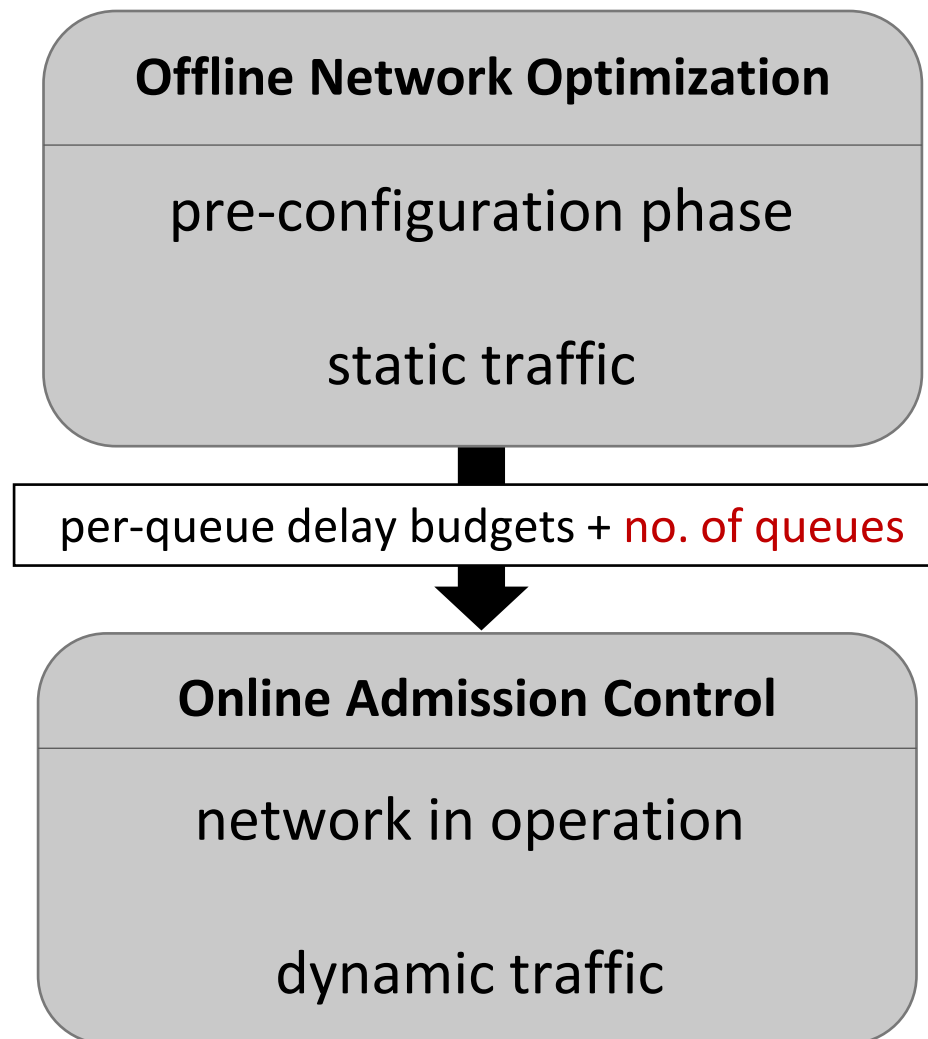 Offline Network Optimization
pre-configuration phase
static traffic
per-queue delay budgets + no. of queues
Online Admission Control
network in operation
dynamic traffic